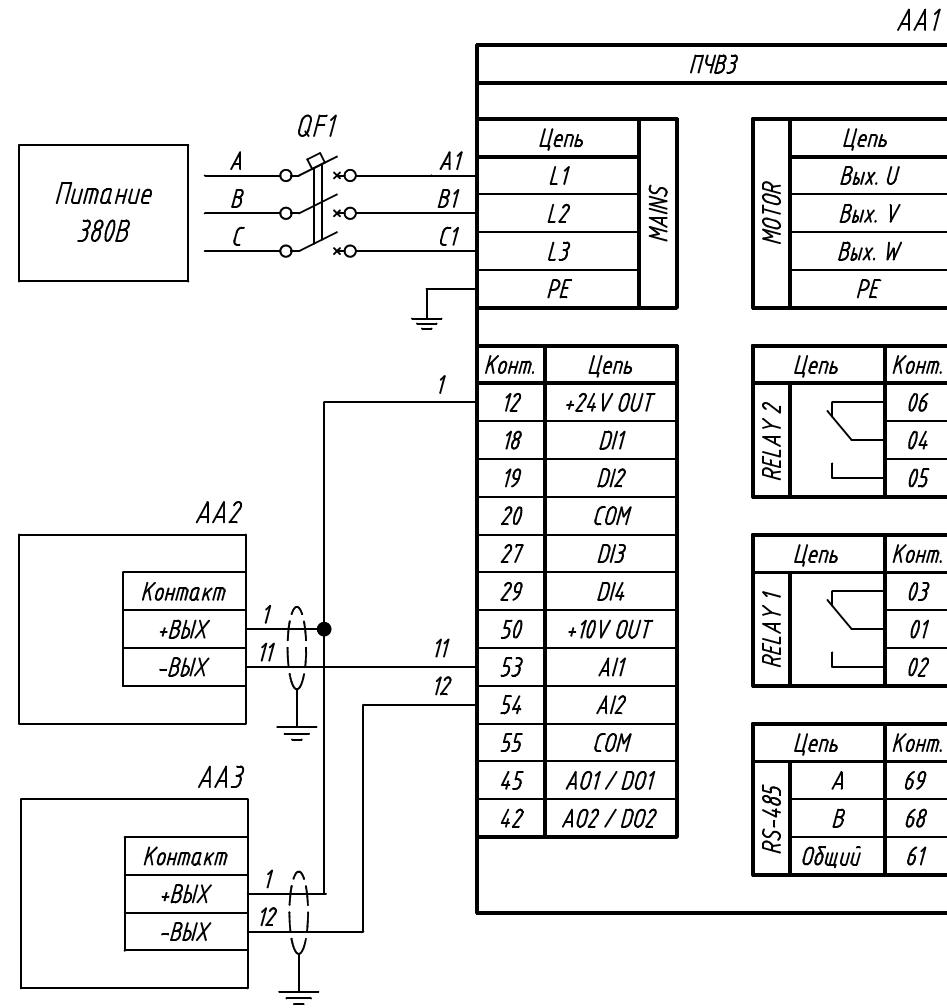 AA1
ПЧВ3
QF1
Питание
380В
A
B
C
A1
B1
C1
Цепь
L1
L2
L3
PE
MAINS
MOTOR
Цепь
Вых. U
Вых. V
Вых. W
PE
Конт. Цепь
12 +24V OUT
18 DI1
19 DI2
20 COM
27 DI3
29 DI4
50 +10V OUT
53 AI1
54 AI2
55 COM
45 AO1 / DO1
42 AO2 / DO2
1
11
12
Цепь Конт.
RELAY 2
06
04
05
Цепь Конт.
RELAY 1
03
01
02
Цепь Конт.
RS-485
A 69
B 68
Общий 61
AA2
Контакт
+ВЫХ
-ВЫХ
1
11
AA3
Контакт
+ВЫХ
-ВЫХ
1
12